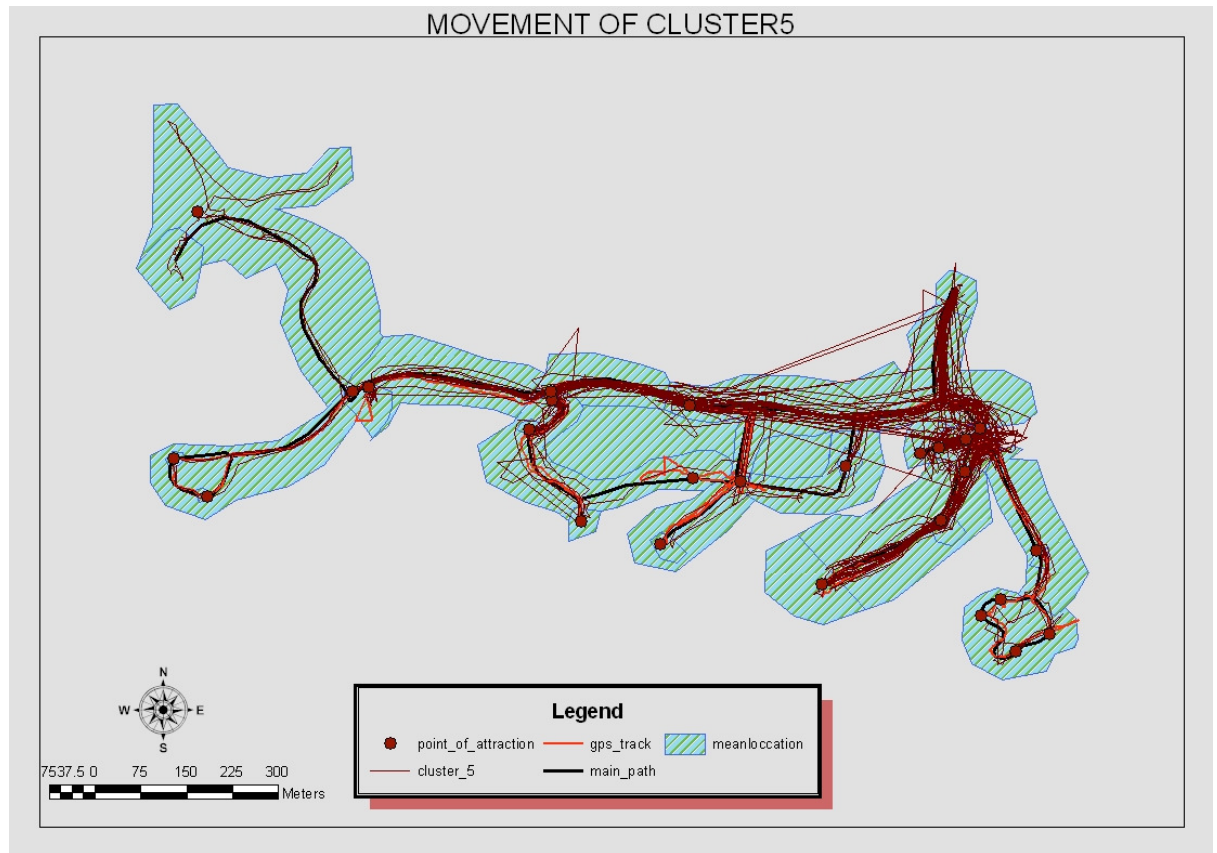 MOVEMENT OF CLUSTER5
N
W E
S
Legend
point_of_attraction gps_track meanloccation
cluster_5 main_path
7537.5 0 75 150 225 300
Meters